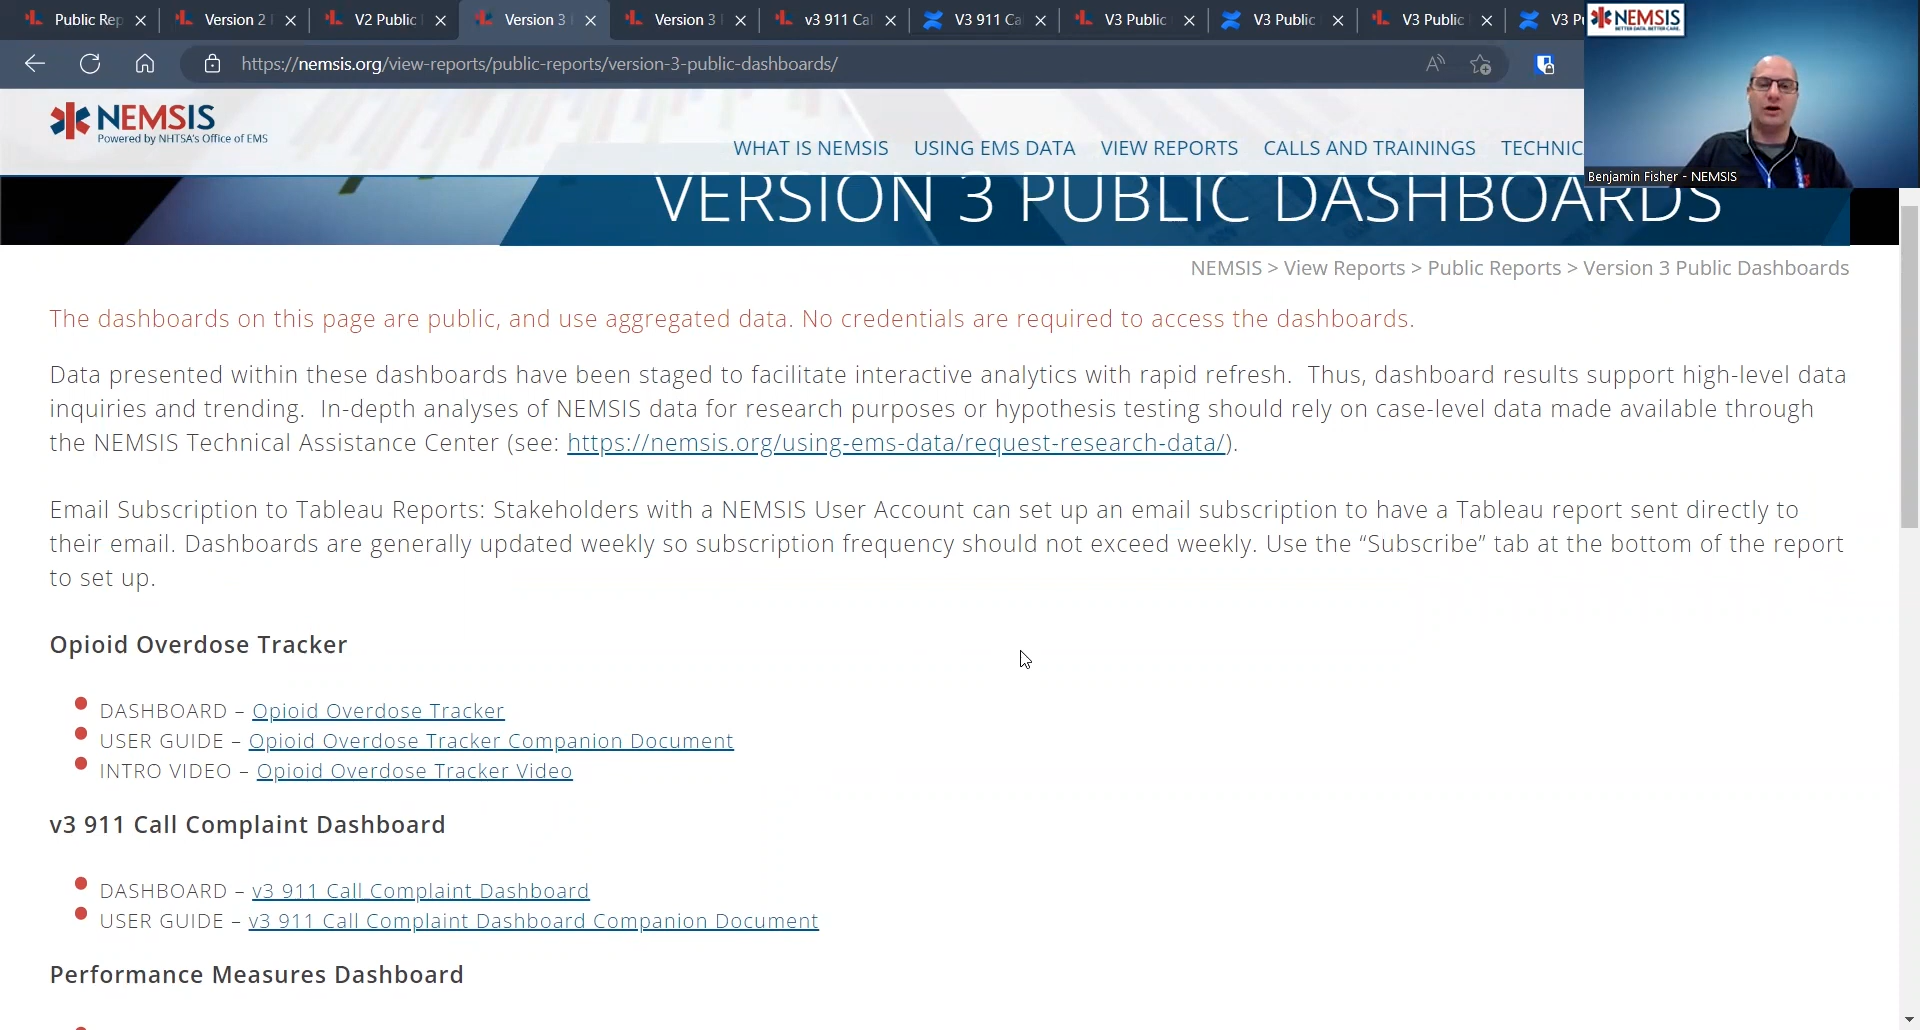 Public Rep
Version 2
V2 Public
Version 3
Version 3
v3 911 Ca
V3 911 Ca
V3 Public
V3 Public
V3 Public
V3 P
NEMSIS
BETTER DATA. BETTER CARE.
https://nemsis.org/view-reports/public-reports/version-3-public-dashboards/
NEMSIS
Powered by NHTSA's Office of EMS
WHAT IS NEMSIS USING EMS DATA VIEW REPORTS CALLS AND TRAININGS TECHNIC
Benjamin Fisher - NEMSIS
VERSION 3 PUBLIC DASHBOARDS
NEMSIS > View Reports > Public Reports > Version 3 Public Dashboards
The dashboards on this page are public, and use aggregated data. No credentials are required to access the dashboards.
Data presented within these dashboards have been staged to facilitate interactive analytics with rapid refresh. Thus, dashboard results support high-level data
inquiries and trending. In-depth analyses of NEMSIS data for research purposes or hypothesis testing should rely on case-level data made available through
the NEMSIS Technical Assistance Center (see: https://nemsis.org/using-ems-data/request-research-data/).
Email Subscription to Tableau Reports: Stakeholders with a NEMSIS User Account can set up an email subscription to have a Tableau report sent directly to
their email. Dashboards are generally updated weekly so subscription frequency should not exceed weekly. Use the “Subscribe” tab at the bottom of the report
to set up.
Opioid Overdose Tracker
DASHBOARD – Opioid Overdose Tracker
USER GUIDE – Opioid Overdose Tracker Companion Document
INTRO VIDEO – Opioid Overdose Tracker Video
v3 911 Call Complaint Dashboard
DASHBOARD – v3 911 Call Complaint Dashboard
USER GUIDE – v3 911 Call Complaint Dashboard Companion Document
Performance Measures Dashboard